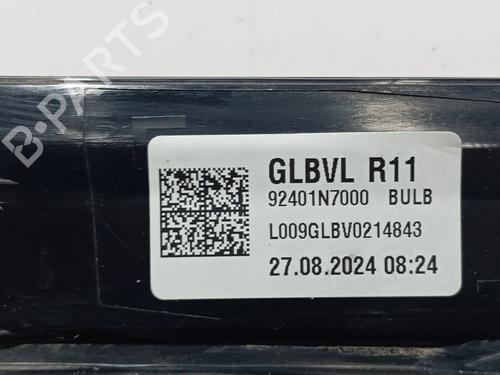 B-PARTS
GLBVL R11
92401N7000 BULB
L009GLBV0214843
27.08.2024 08:24